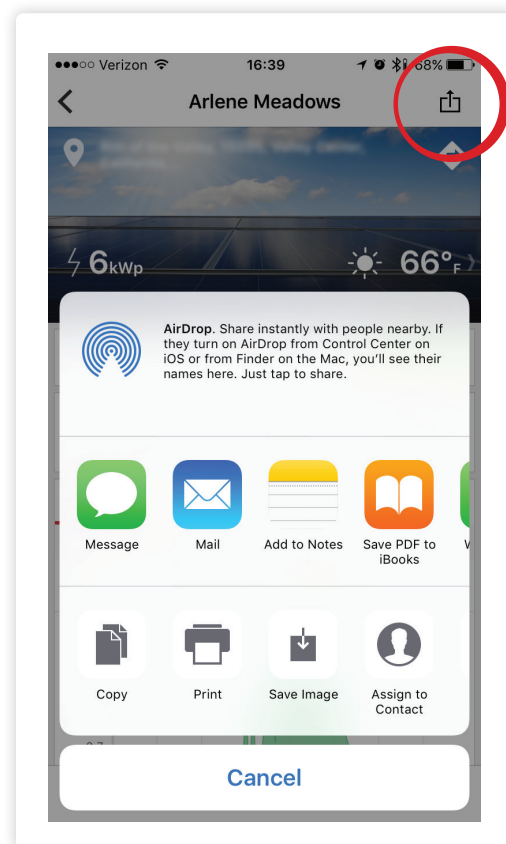 Verizon 16:39 68%
Arlene Meadows
6kWp 66°F
AirDrop. Share instantly with people nearby. If
they turn on AirDrop from Control Center on
iOS or from Finder on the Mac, you'll see their
names here. Just tap to share.
Message Mail Add to Notes Save PDF to
iBooks
Copy Print Save Image Assign to
Contact
Cancel